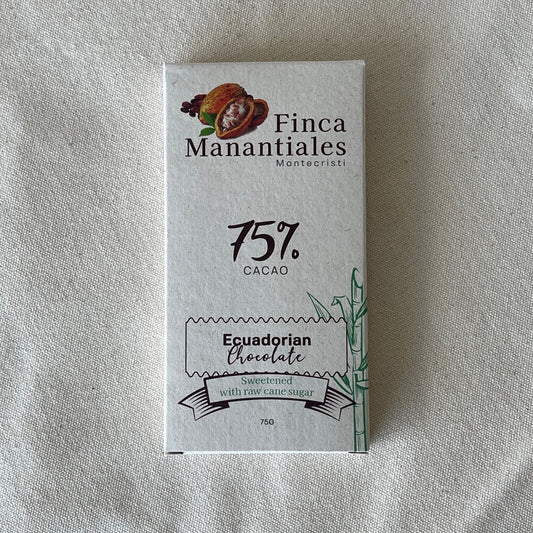 Finca
Manantiales
Montecristi
75%
CACAO
Ecuadorian
Chocolate
Sweetened
with raw cane sugar
75G